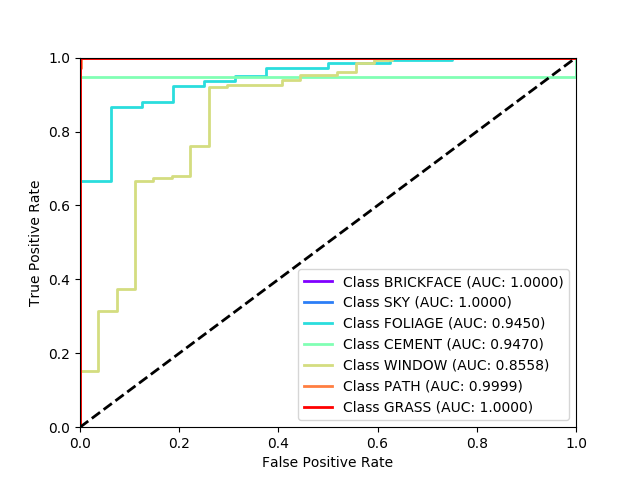 1.0
0.8
0.6
0.4
0.2
0.0
True Positive Rate
Class BRICKFACE (AUC: 1.0000)
Class SKY (AUC: 1.0000)
Class FOLIAGE (AUC: 0.9450)
Class CEMENT (AUC: 0.9470)
Class WINDOW (AUC: 0.8558)
Class PATH (AUC: 0.9999)
Class GRASS (AUC: 1.0000)
0.0 0.2 0.4 0.6 0.8 1.0
False Positive Rate